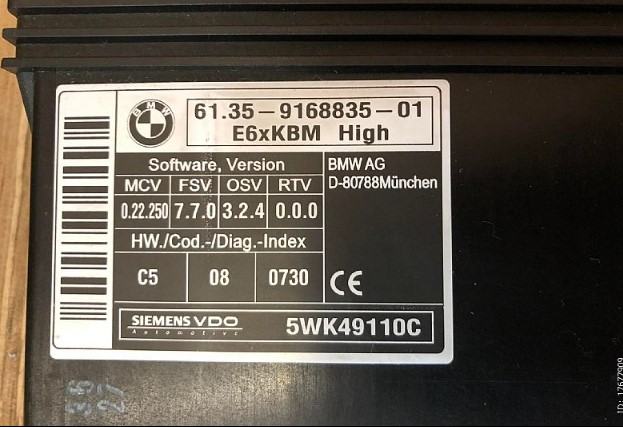 BMW
61.35-9168835-01
E6xKBM High
Software, Version
MCV FSV OSV RTV
0.22.250 7.7.0 3.2.4 0.0.0
HW./Cod.-/Diag.-Index
C5 08 0730
BMW AG
D-80788München
CE
SIEMENS VDO
Automotive
5WK49110C
ID: 17677909